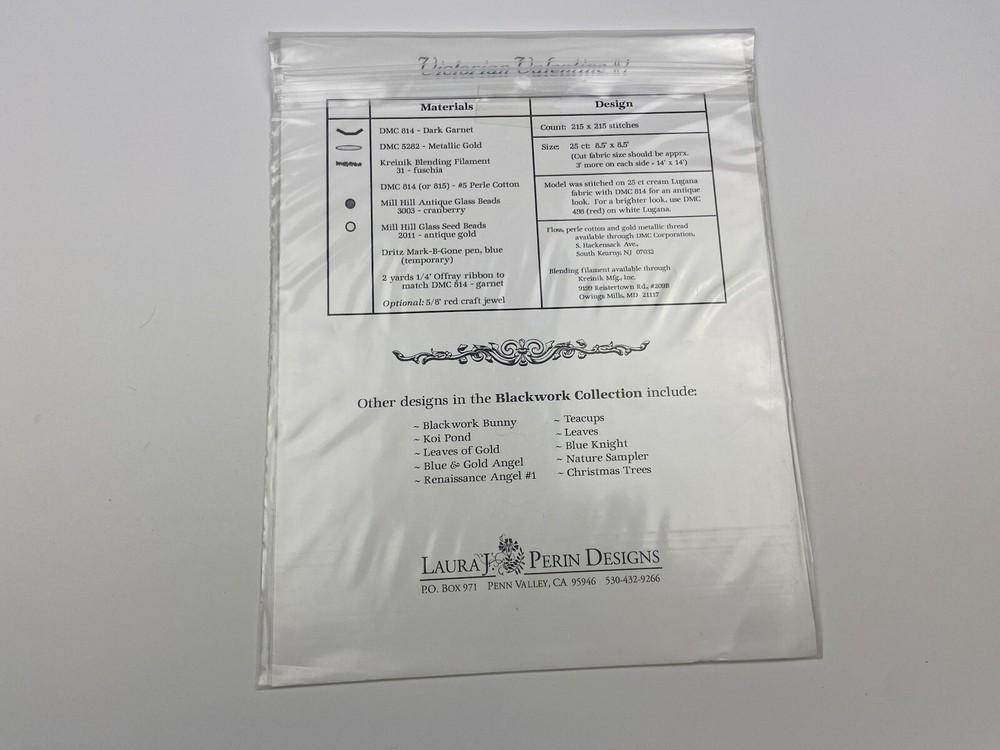 Victorian Valentine #1
Materials
DMC 814 - Dark Garnet
DMC 5282 - Metallic Gold
Kreinik Blending Filament
31 - fuschia
DMC 814 (or 815) - #5 Perle Cotton
Mill Hill Antique Glass Beads
3003 - cranberry
Mill Hill Glass Seed Beads
2011 - antique gold
Dritz Mark-B-Gone pen, blue
(temporary)
2 yards 1/4" Offray ribbon to
match DMC 814 - garnet
Optional: 5/8" red craft jewel
Design
Count: 215 x 215 stitches
Size: 25 ct: 8.5" x 8.5"
(Cut fabric size should be apprx.
3" more on each side - 14" x 14")
Model was stitched on 25 ct cream Lugana
fabric with DMC 814 for an antique
look. For a brighter look, use DMC
498 (red) on white Lugana.
Floss, perle cotton and gold metallic thread
available through DMC Corporation,
S. Hackensack Ave.,
South Kearny, NJ 07032
Blending filament available through
Kreinik Mfg., Inc.
9199 Reistertown Rd., #209B
Owings Mills, MD 21117
Other designs in the Blackwork Collection include:
~ Blackwork Bunny
~ Koi Pond
~ Leaves of Gold
~ Blue & Gold Angel
~ Renaissance Angel #1
~ Teacups
~ Leaves
~ Blue Knight
~ Nature Sampler
~ Christmas Trees
LAURA J. PERIN DESIGNS
P.O. BOX 971 PENN VALLEY, CA 95946 530-432-9266